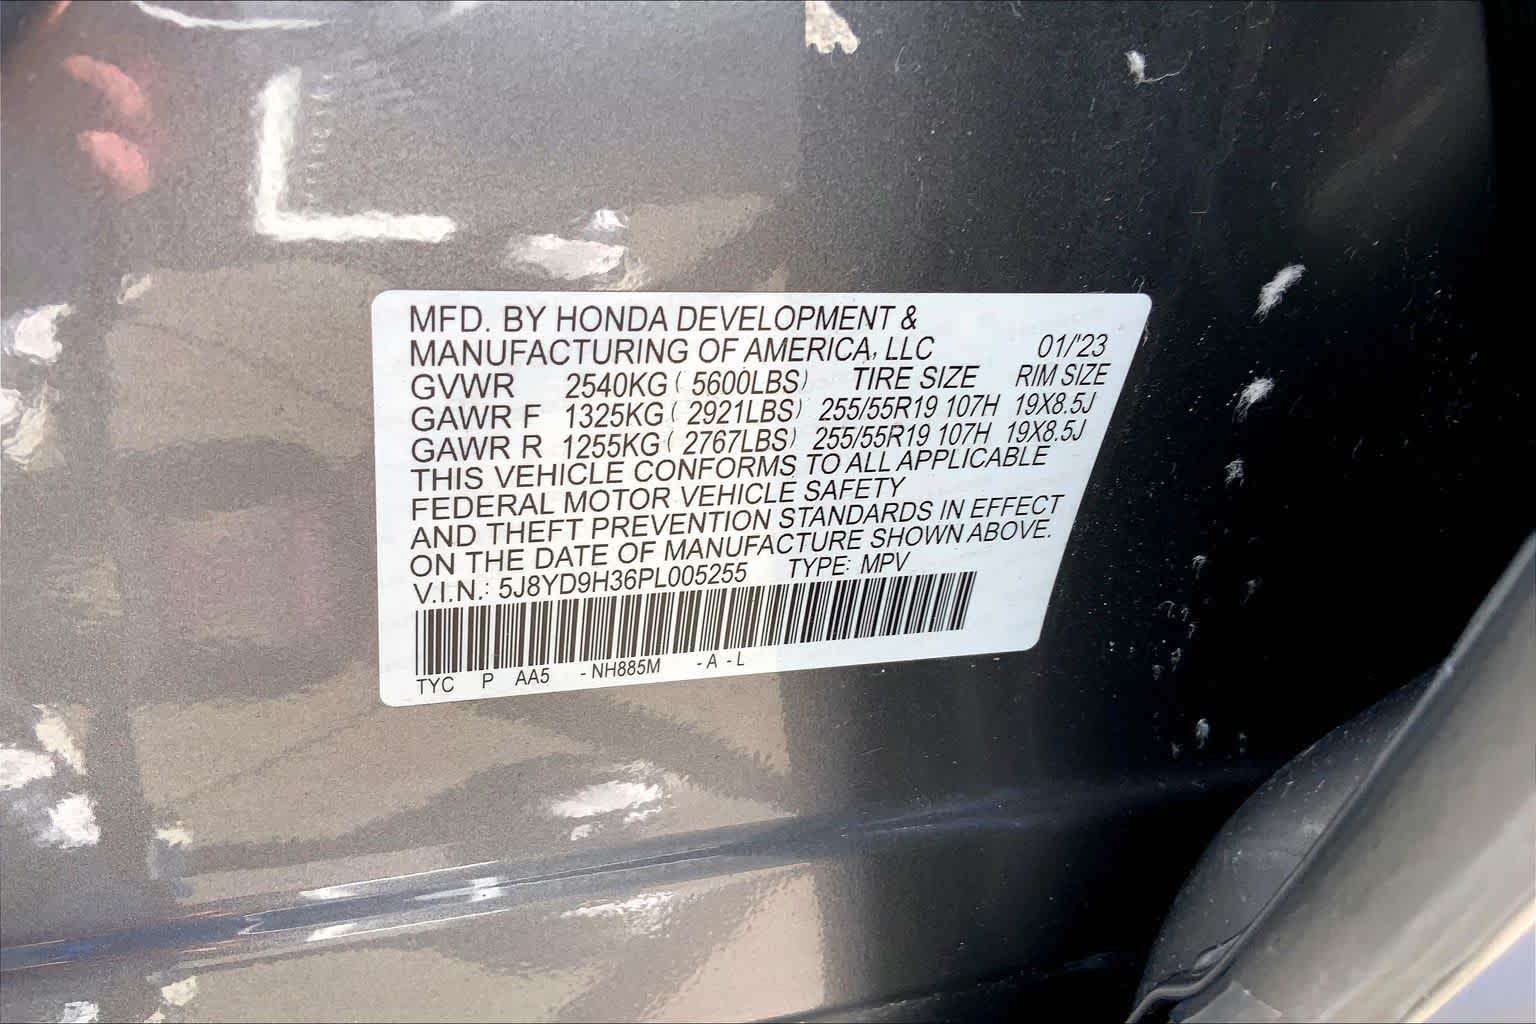 MFD. BY HONDA DEVELOPMENT &
MANUFACTURING OF AMERICA, LLC 01/'23
GVWR 2540KG ( 5600LBS) TIRE SIZE RIM SIZE
GAWR F 1325KG ( 2921LBS) 255/55R19 107H 19X8.5J
GAWR R 1255KG ( 2767LBS) 255/55R19 107H 19X8.5J
THIS VEHICLE CONFORMS TO ALL APPLICABLE
FEDERAL MOTOR VEHICLE SAFETY
AND THEFT PREVENTION STANDARDS IN EFFECT
ON THE DATE OF MANUFACTURE SHOWN ABOVE.
V.I.N.: 5J8YD9H36PL005255 TYPE: MPV
TYC P AA5 - NH885M - A - L